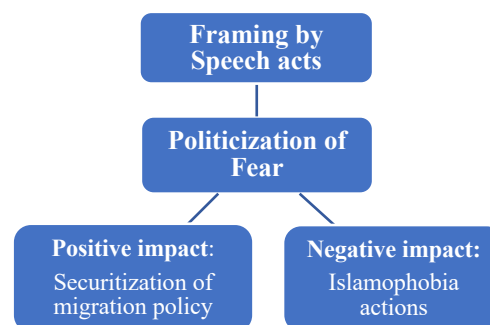 Framing by
Speech acts
Politicization of
Fear
Positive impact:
Securitization of
migration policy
Negative impact:
Islamophobia
actions